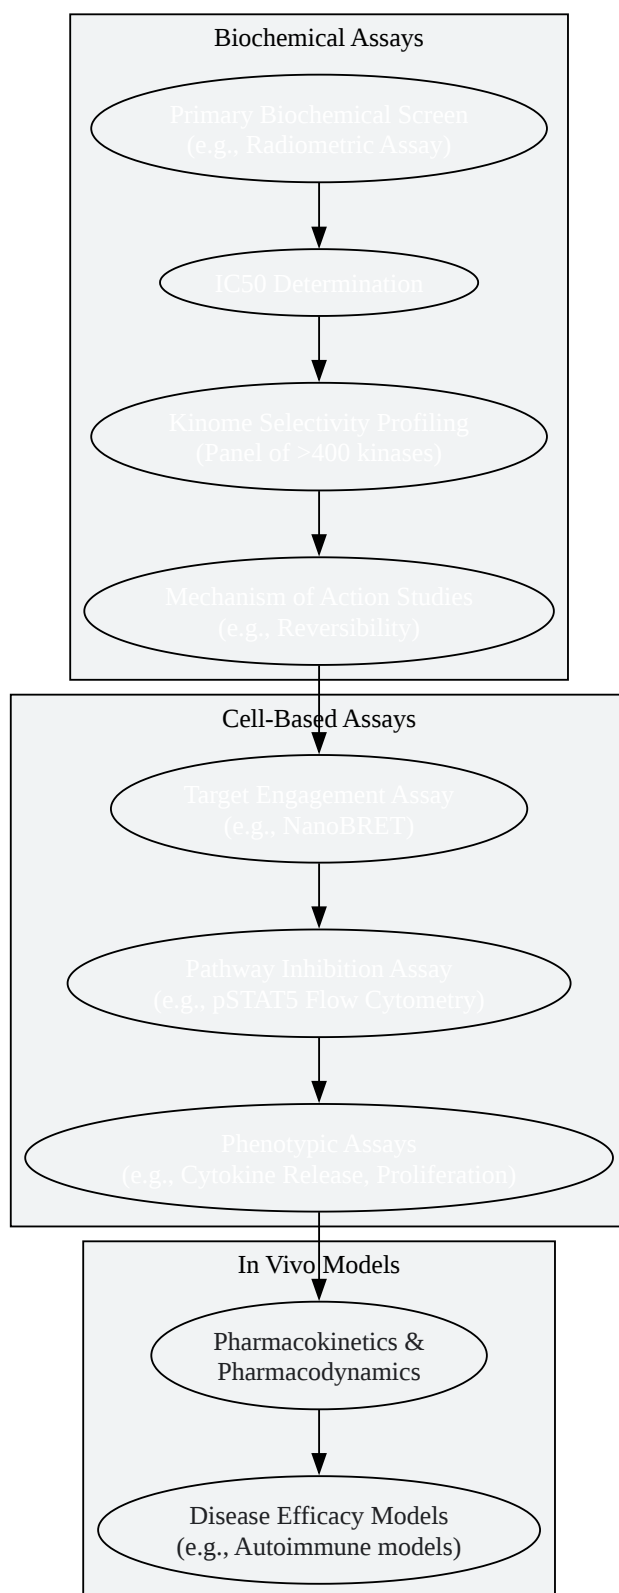 Biochemical Assays
Primary Biochemical Screen
(e.g., Radiometric Assay)
IC50 Determination
Kinome Selectivity Profiling
(Panel of >400 kinases)
Mechanism of Action Studies
(e.g., Reversibility)
Cell-Based Assays
Target Engagement Assay
(e.g., NanoBRET)
Pathway Inhibition Assay
(e.g., pSTAT5 Flow Cytometry)
Phenotypic Assays
(e.g., Cytokine Release, Proliferation)
In Vivo Models
Pharmacokinetics &
Pharmacodynamics
Disease Efficacy Models
(e.g., Autoimmune models)